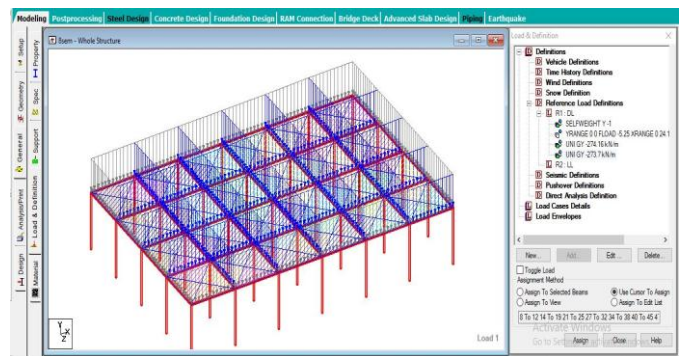 Modeling Postprocessing Steel Design Concrete Design Foundation Design RAM Connection Bridge Deck Advanced Slab Design Piping Earthquake
Bsem - Whole Structure
Load & Definition
Setup
Property
Geometry
Spec
General
Support
Analysis/Print
Load & Definition
Design
Material
Definitions
Vehicle Definitions
Time History Definitions
Wind Definitions
Snow Definition
Reference Load Definitions
R1 : DL
SELFWEIGHT Y -1
YRANGE 0 0 FLOAD -5.25 XRANGE 0 24.1
UNI GY -274.16 kN/m
UNI GY -273.7 kN/m
R2 : LL
Seismic Definitions
Pushover Definitions
Direct Analysis Definition
Load Cases Details
Load Envelopes
New... Add... Edit... Delete...
Toggle Load
Assignment Method
Assign To Selected Beams
Use Cursor To Assign
Assign To View
Assign To Edit List
8 To 12 14 To 19 21 To 25 27 To 32 34 To 38 40 To 45 4
Activate Windows
Assign Close Help
Y
X
Z
Load 1